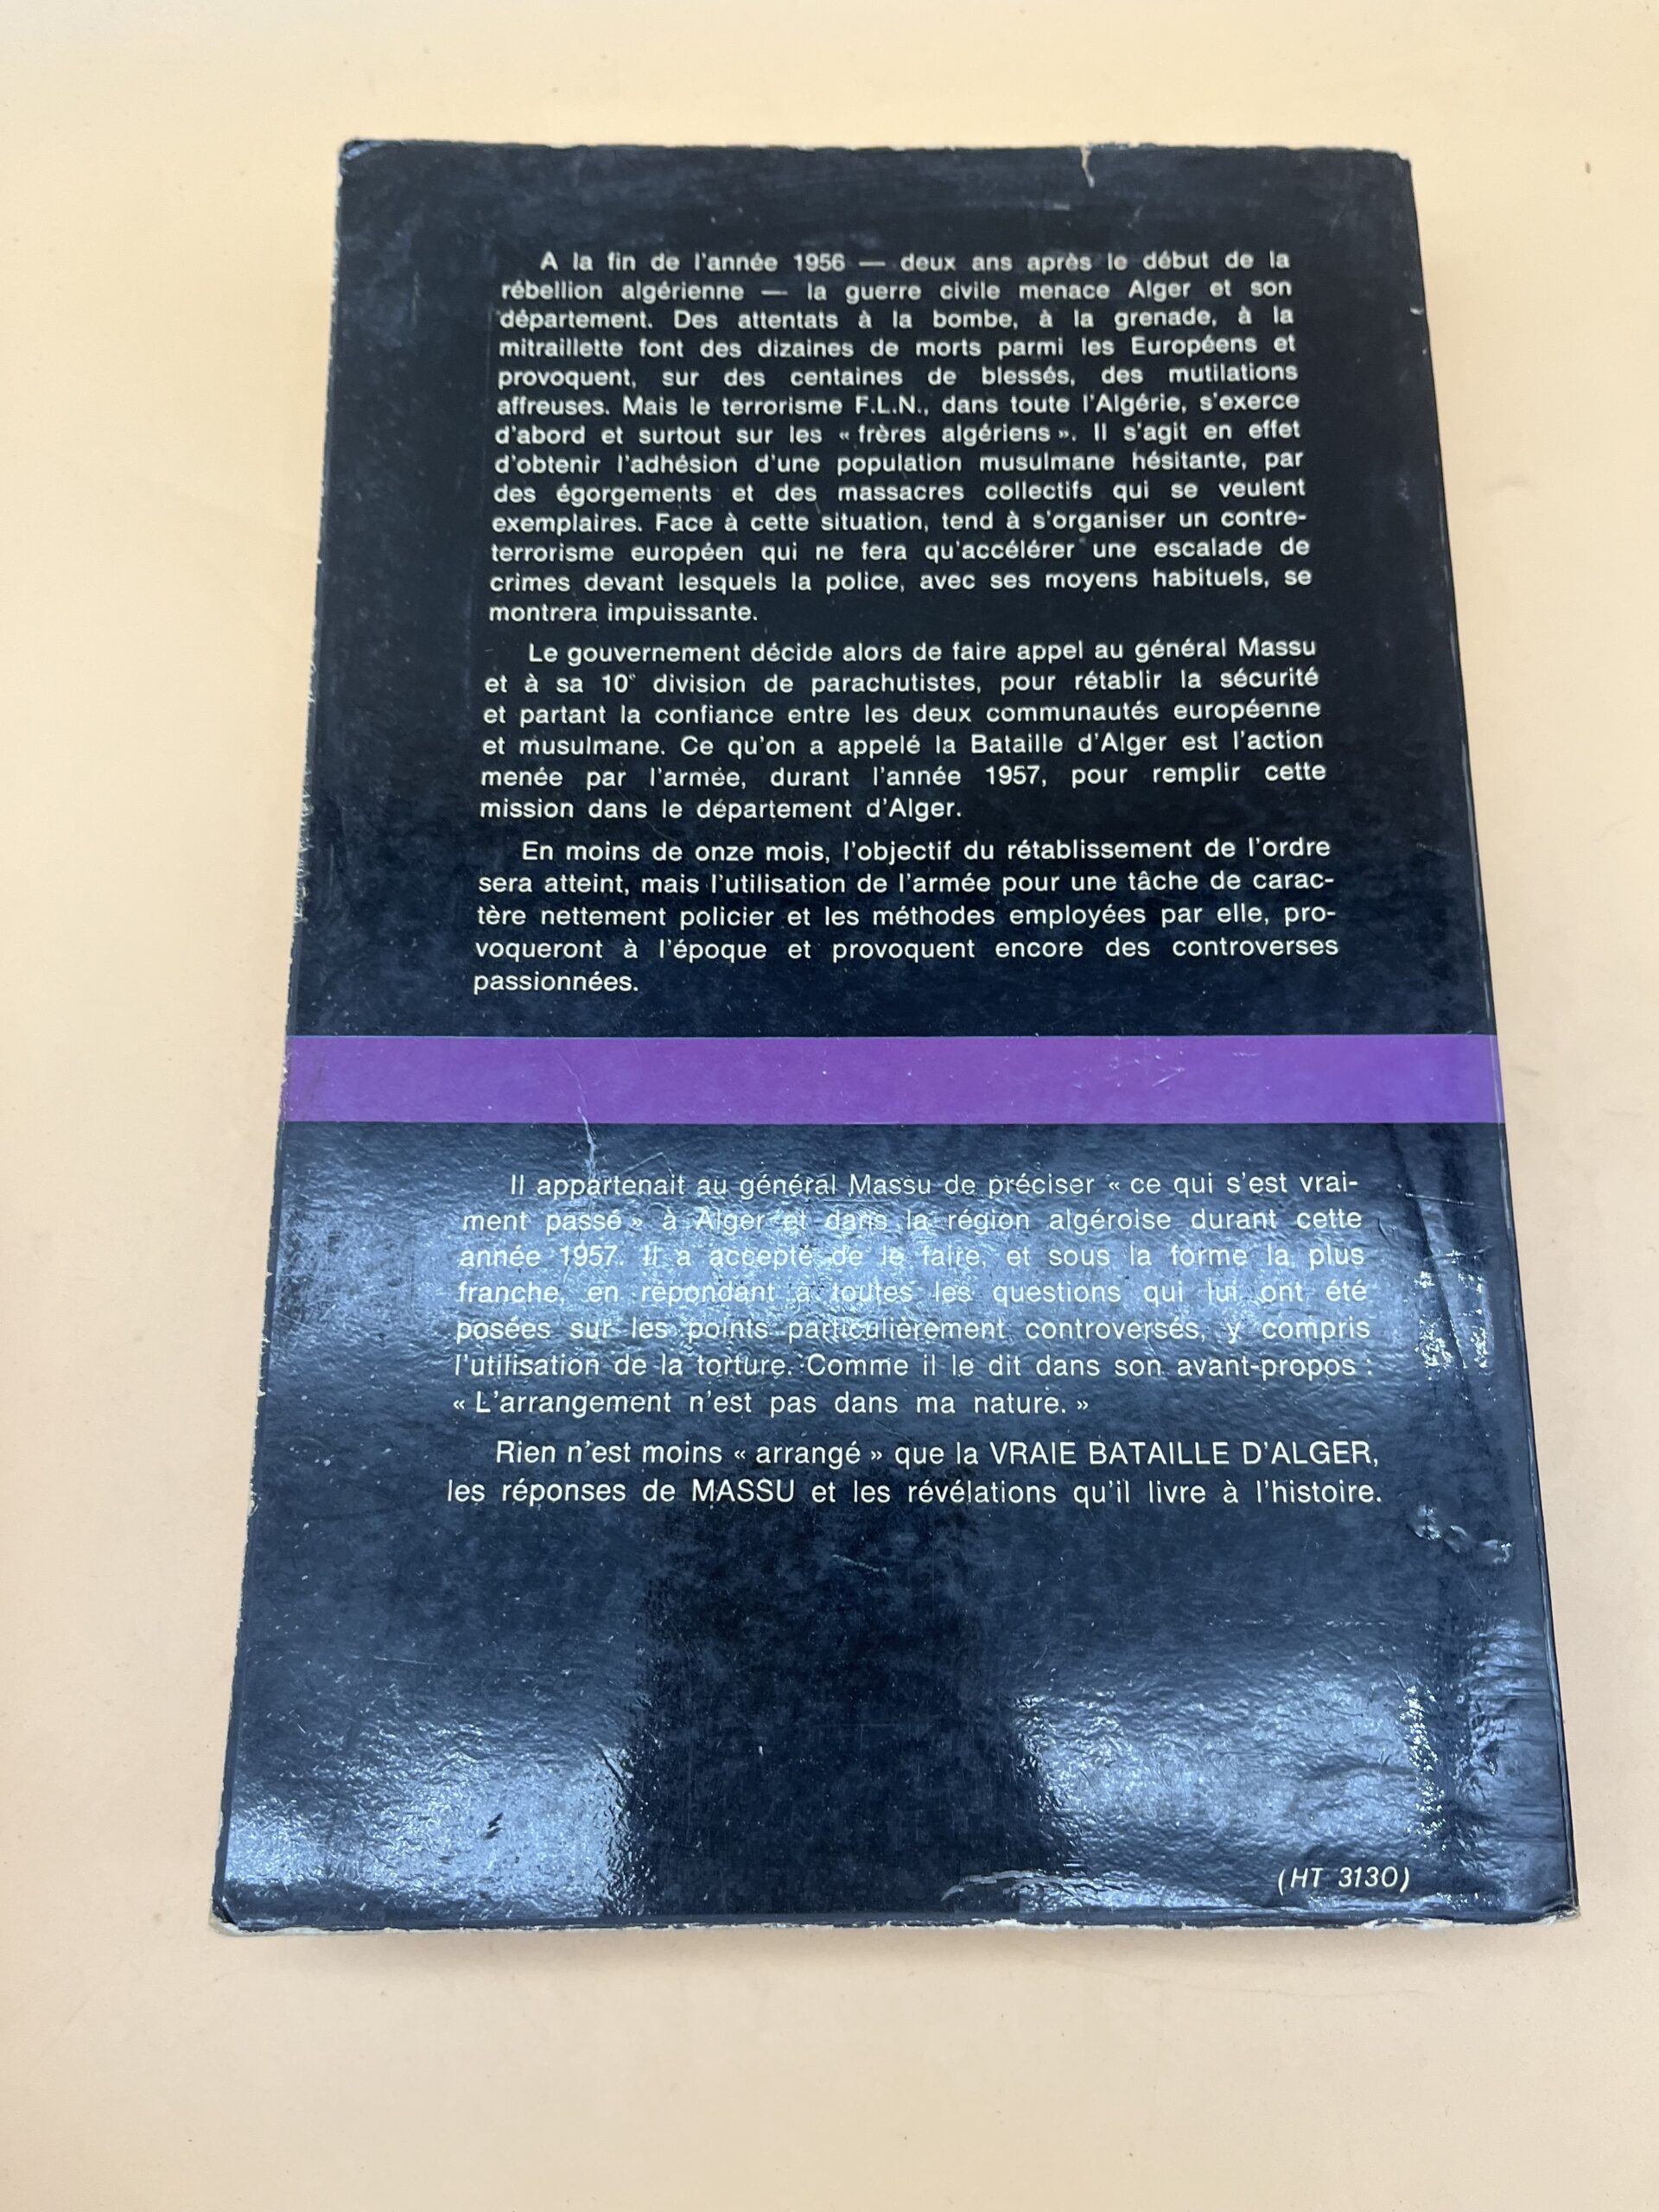 A la fin de l'année 1956 — deux ans après le début de la
rébellion algérienne — la guerre civile menace Alger et son
département. Des attentats à la bombe, à la grenade, à la
mitraillette font des dizaines de morts parmi les Européens et
provoquent, sur des centaines de blessés, des mutilations
affreuses. Mais le terrorisme F.L.N., dans toute l'Algérie, s'exerce
d'abord et surtout sur les « frères algériens ». Il s'agit en effet
d'obtenir l'adhésion d'une population musulmane hésitante, par
des égorgements et des massacres collectifs qui se veulent
exemplaires. Face à cette situation, tend à s'organiser un contre-
terrorisme européen qui ne fera qu'accélérer une escalade de
crimes devant lesquels la police, avec ses moyens habituels, se
montrera impuissante.
Le gouvernement décide alors de faire appel au général Massu
et à sa 10e division de parachutistes, pour rétablir la sécurité
et partant la confiance entre les deux communautés européenne
et musulmane. Ce qu'on a appelé la Bataille d'Alger est l'action
menée par l'armée, durant l'année 1957, pour remplir cette
mission dans le département d'Alger.
En moins de onze mois, l'objectif du rétablissement de l'ordre
sera atteint, mais l'utilisation de l'armée pour une tâche de carac-
tère nettement policier et les méthodes employées par elle, pro-
voqueront à l'époque et provoquent encore des controverses
passionnées.
Il appartenait au général Massu de préciser « ce qui s'est vrai-
ment passé » à Alger et dans la région algéroise durant cette
année 1957. Il a accepté de le faire, et sous la forme la plus
franche, en répondant à toutes les questions qui lui ont été
posées sur les points particulièrement controversés, y compris
l'utilisation de la torture. Comme il le dit dans son avant-propos :
« L'arrangement n'est pas dans ma nature. »
Rien n'est moins « arrangé » que la VRAIE BATAILLE D'ALGER,
les réponses de MASSU et les révélations qu'il livre à l'histoire.
(HT 3130)